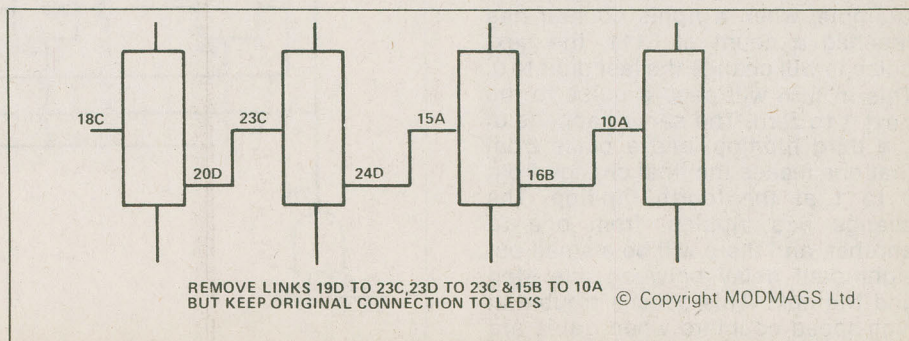 18C
20D
23C
24D
15A
16B
10A
REMOVE LINKS 19D TO 23C,23D TO 23C &15B TO 10A
BUT KEEP ORIGINAL CONNECTION TO LED'S
© Copyright MODMAGS Ltd.